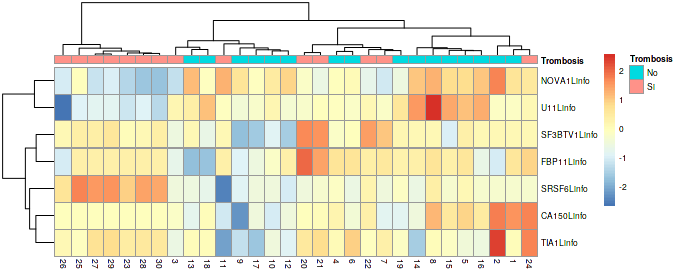 Trombosis
NOVA1Linfo
U11Linfo
SF3BTV1Linfo
FBP11Linfo
SRSF6Linfo
CA150Linfo
TIA1Linfo
26 25 27 29 23 28 30 3 13 18 11 9 17 10 12 20 21 4 6 22 7 19 14 8 15 5 16 2 1 24
2
1
0
-1
-2
Trombosis
No
Si